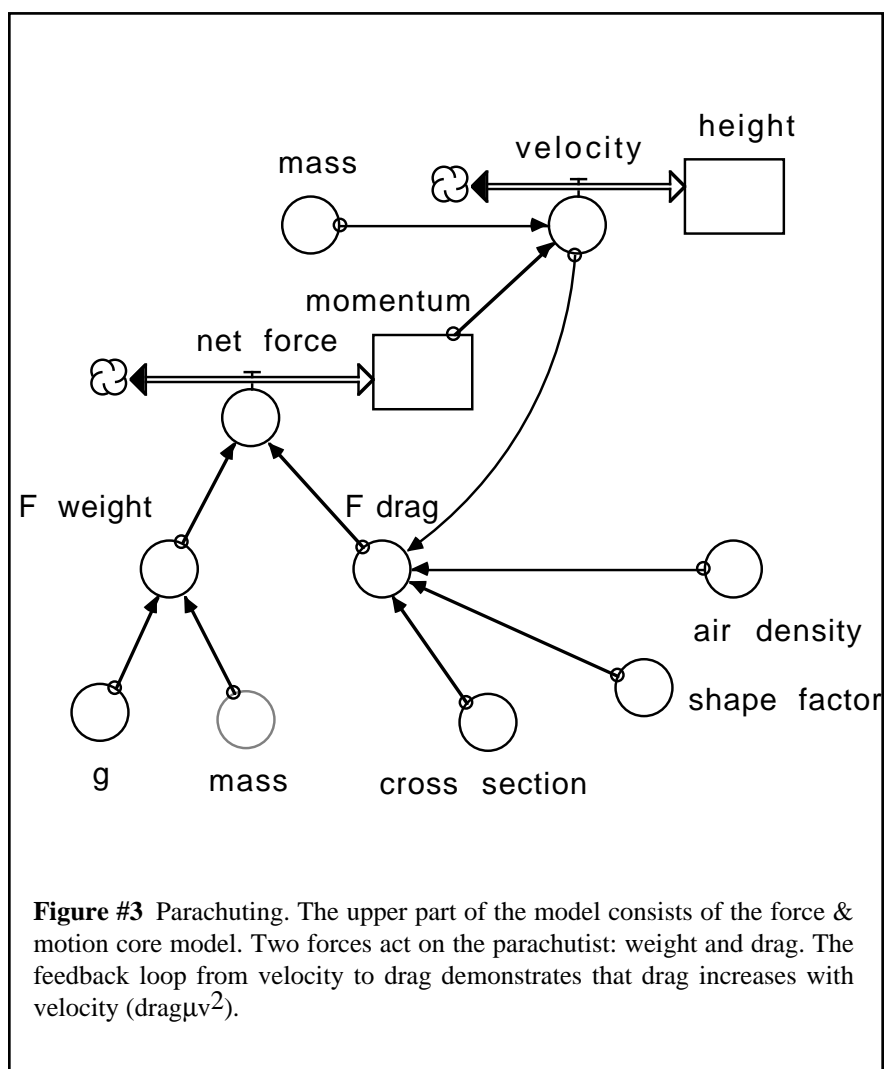 height
velocity
mass
momentum
net force
F weight
F drag
air density
shape factor
g
mass
cross section
Figure #3 Parachuting. The upper part of the model consists of the force &
motion core model. Two forces act on the parachutist: weight and drag. The
feedback loop from velocity to drag demonstrates that drag increases with
velocity (dragμv2).